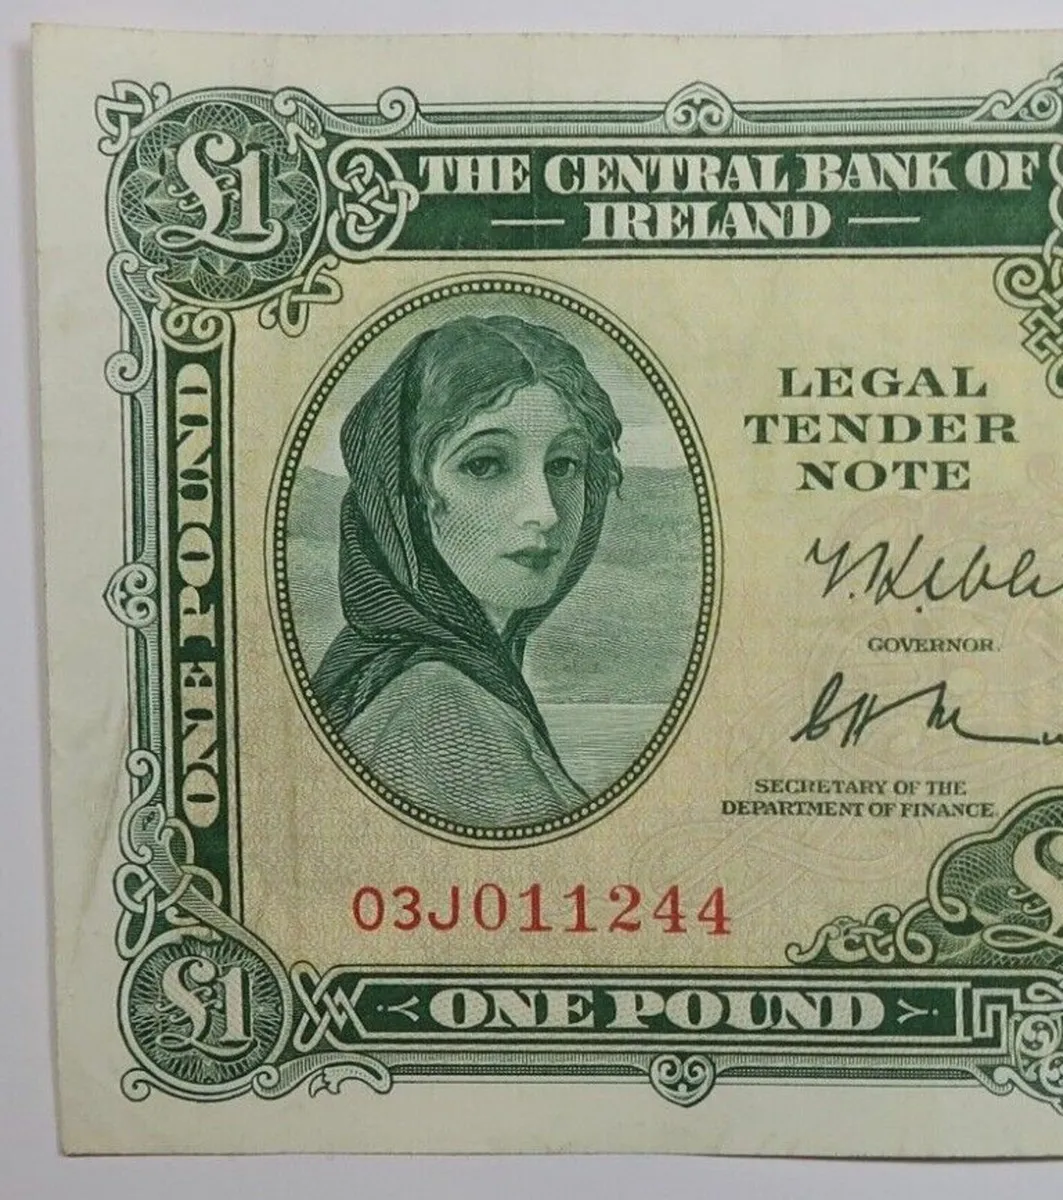 £1
THE CENTRAL BANK OF
IRELAND
ONE POUND
LEGAL
TENDER
NOTE
GOVERNOR.
SECRETARY OF THE
DEPARTMENT OF FINANCE.
03J011244
£1
ONE POUND